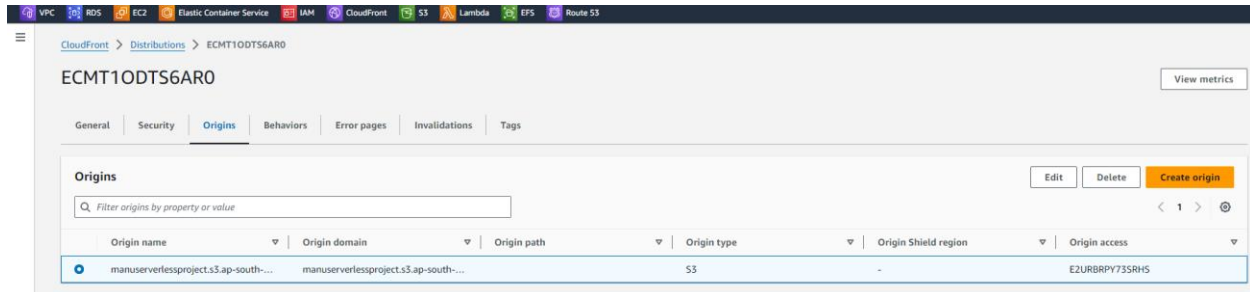 VPC RDS EC2 Elastic Container Service IAM CloudFront S3 Lambda EFS Route 53
CloudFront > Distributions > ECMT1ODTS6AR0
ECMT1ODTS6AR0
View metrics
General Security Origins Behaviors Error pages Invalidations Tags
Origins
Edit Delete Create origin
Filter origins by property or value
< 1 >
Origin name Origin domain Origin path Origin type Origin Shield region Origin access
manuserverlessproject.s3.ap-south-... manuserverlessproject.s3.ap-south-... S3 - E2URBRPY73SRHS